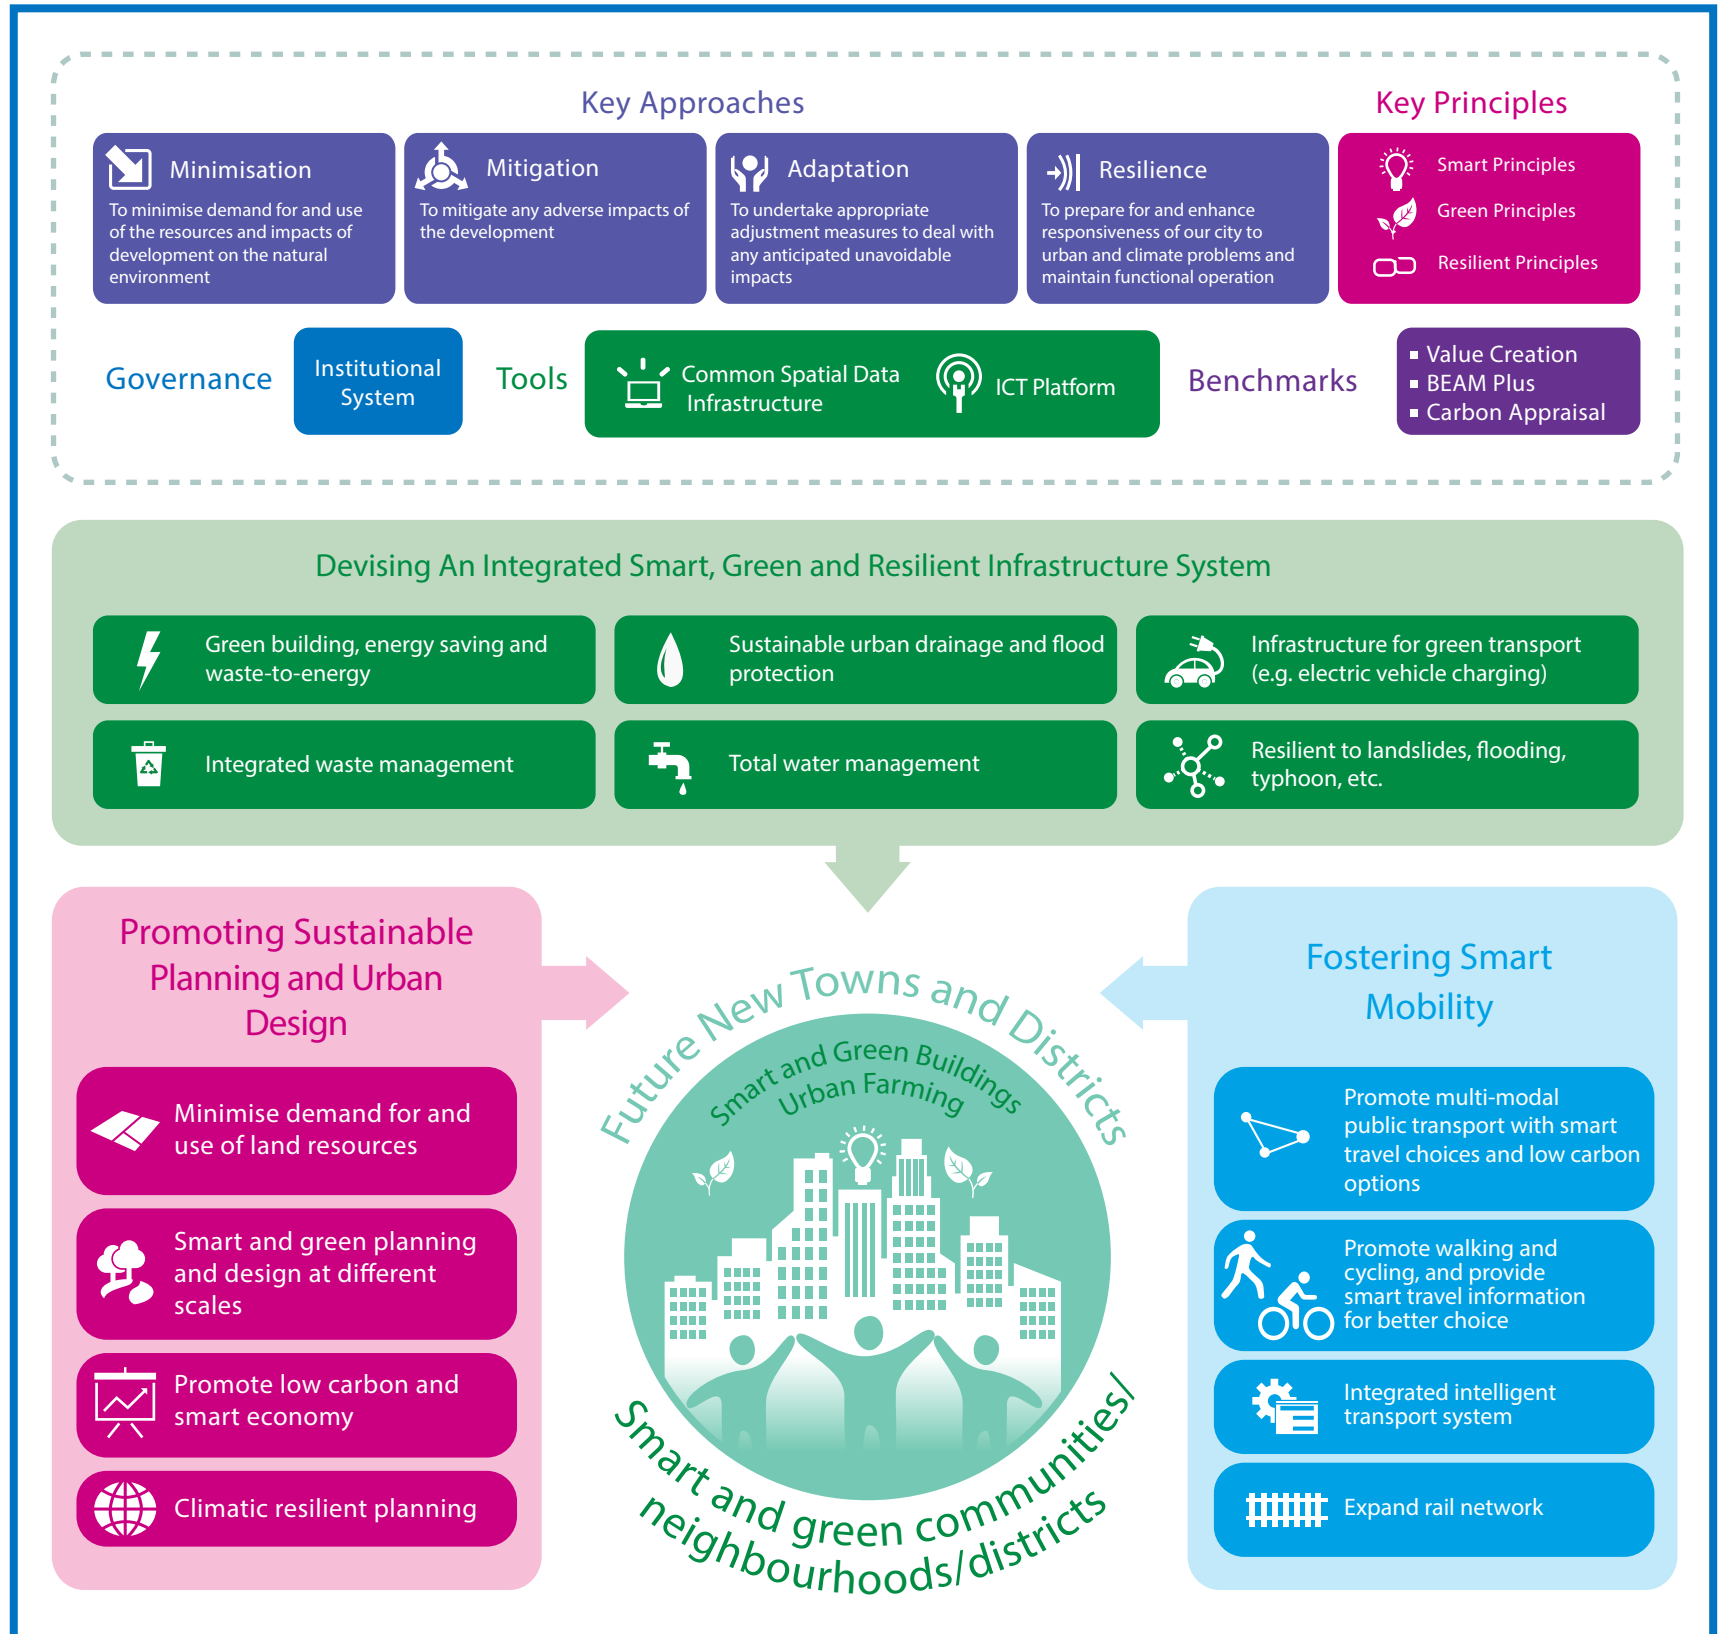 Key Approaches
Key Principles
Minimisation
To minimise demand for and use
of the resources and impacts of
development on the natural
environment
Mitigation
To mitigate any adverse impacts of
the development
Adaptation
To undertake appropriate
adjustment measures to deal with
any anticipated unavoidable
impacts
Resilience
To prepare for and enhance
responsiveness of our city to
urban and climate problems and
maintain functional operation
Smart Principles
Green Principles
Resilient Principles
Governance
Institutional
System
Tools
Common Spatial Data
Infrastructure
ICT Platform
Benchmarks
▪ Value Creation
▪ BEAM Plus
▪ Carbon Appraisal
Devising An Integrated Smart, Green and Resilient Infrastructure System
Green building, energy saving and
waste-to-energy
Sustainable urban drainage and flood
protection
Infrastructure for green transport
(e.g. electric vehicle charging)
Integrated waste management
Total water management
Resilient to landslides, flooding,
typhoon, etc.
Promoting Sustainable
Planning and Urban
Design
Minimise demand for and
use of land resources
Smart and green planning
and design at different
scales
Promote low carbon and
smart economy
Climatic resilient planning
Future New Towns and Districts
Smart and Green Buildings
Urban Farming
Smart and green communities/
neighbourhoods/districts
Fostering Smart
Mobility
Promote multi-modal
public transport with smart
travel choices and low carbon
options
Promote walking and
cycling, and provide
smart travel information
for better choice
Integrated intelligent
transport system
Expand rail network